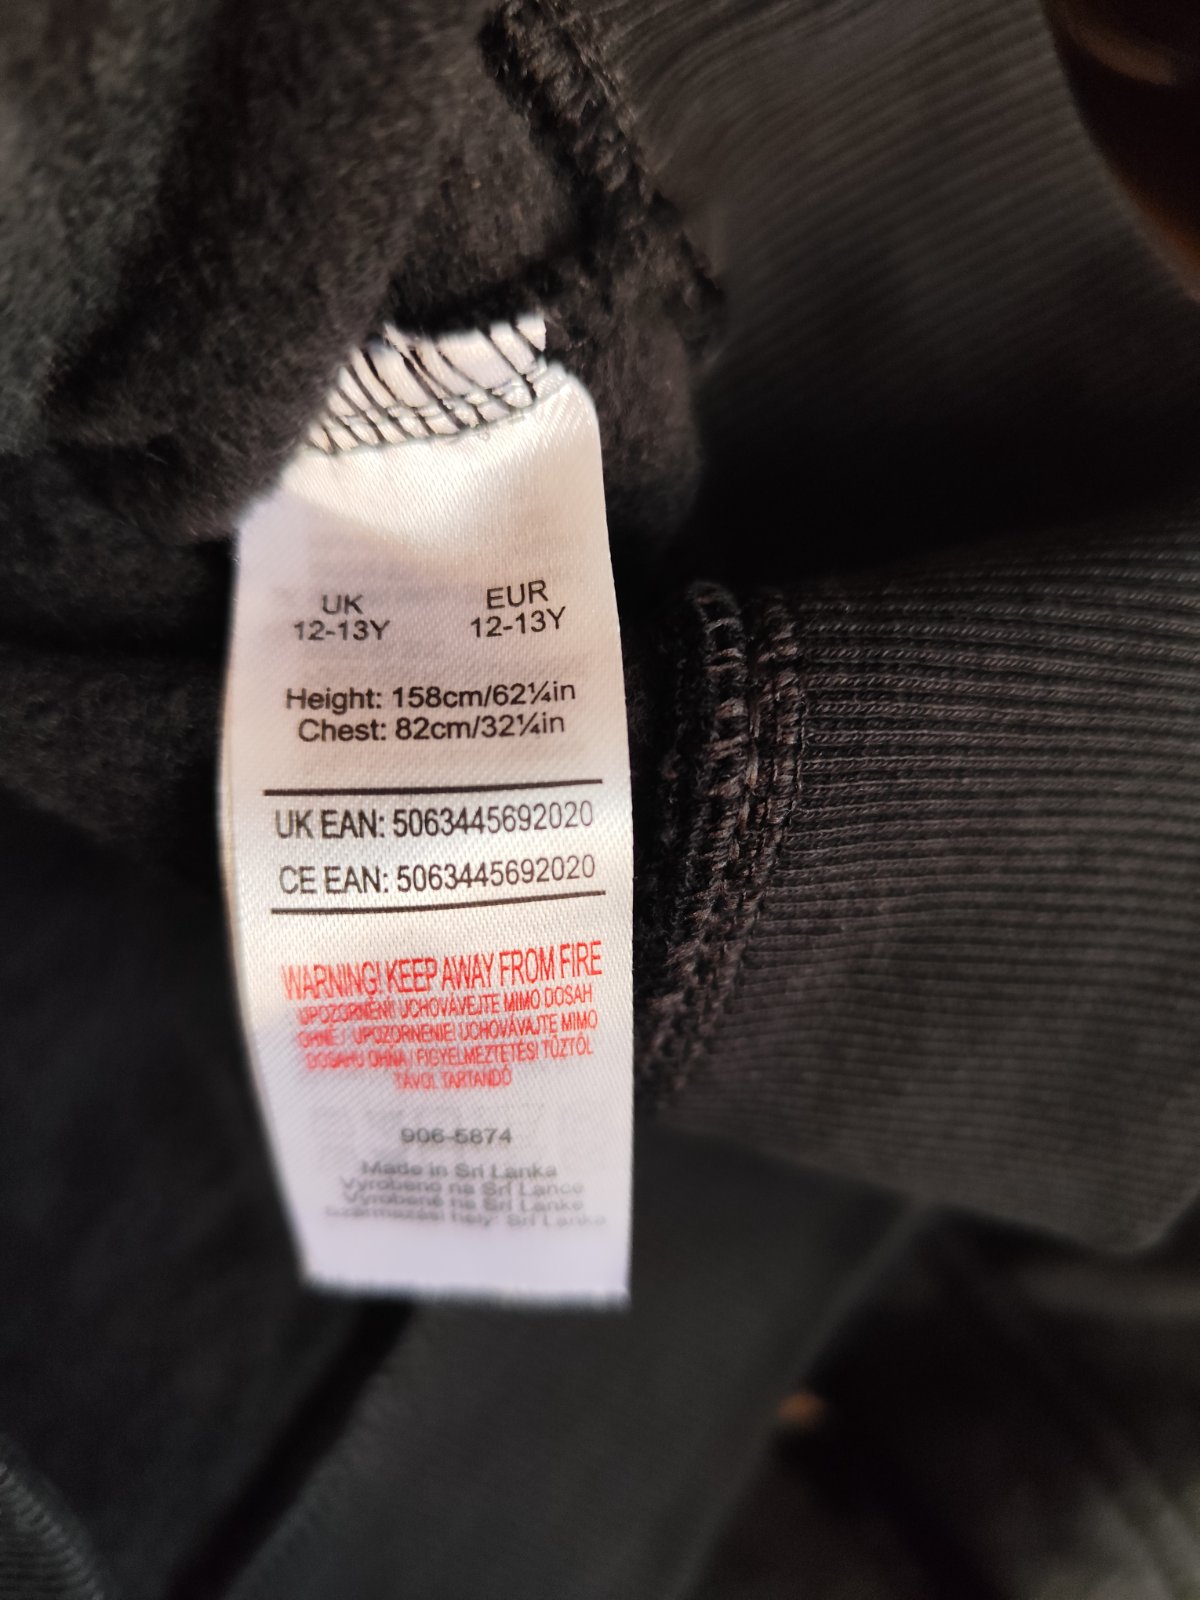 UK EUR
12-13Y 12-13Y
Height: 158cm/62¼in
Chest: 82cm/32¼in
UK EAN: 5063445692020
CE EAN: 5063445692020
WARNING! KEEP AWAY FROM FIRE
UPOZORNĚNÍ! UCHOVÁVEJTE MIMO DOSAH
OHNĚ / UPOZORNENIE! UCHOVÁVAJTE MIMO
DOSAHU OHŇA / FIGYELMEZTETÉS! TŰZTŐL
TÁVOL TARTANDÓ
906-5874
Made in Sri Lanka
Vyrobeno na Srí Lance
Vyrobené na Srí Lanke
Származási hely: Srí Lanka